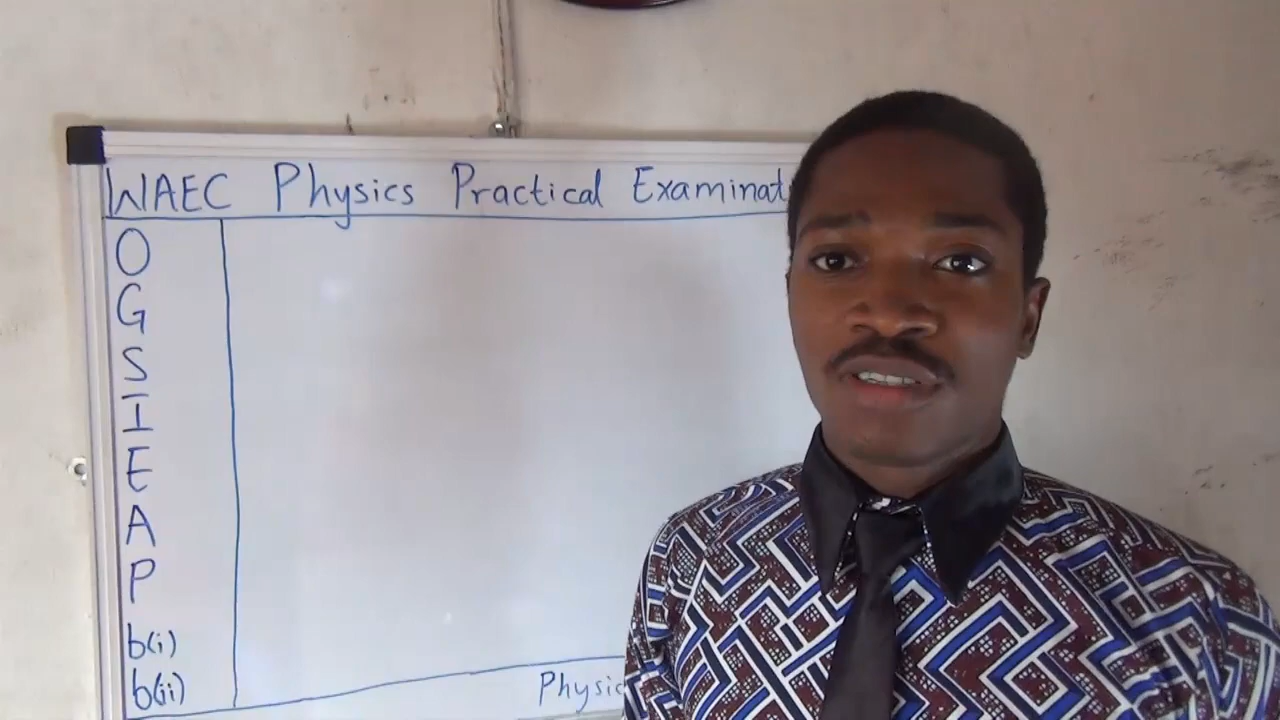 WAEC Physics Practical Examinat
O
G
S
I
E
A
P
b(i)
b(ii)
Physic